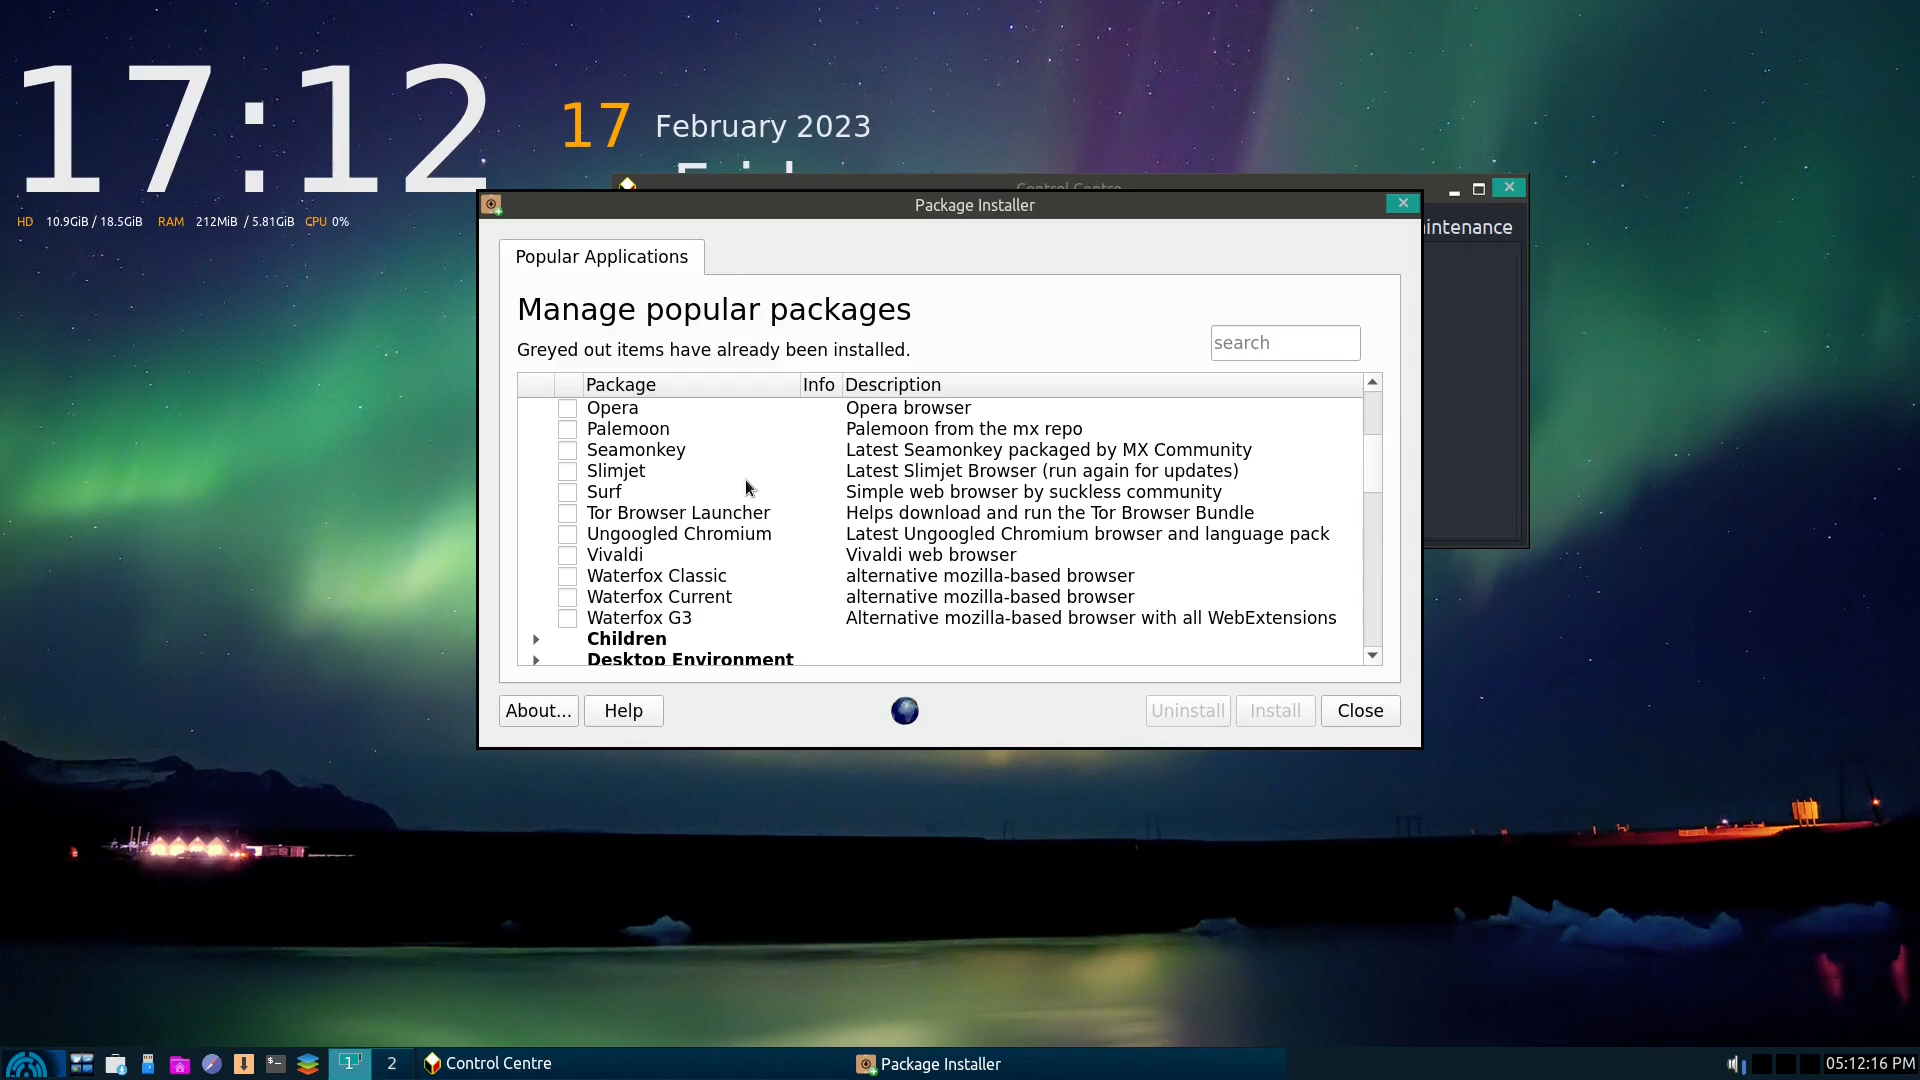 17:12
17 February 2023
HD 10.9GiB / 18.5GiB RAM 212MiB / 5.81GiB CPU 0%
Control Centre
Package Installer
intenance
Popular Applications
Manage popular packages
Greyed out items have already been installed.
search
Package Info Description
Opera Opera browser
Palemoon Palemoon from the mx repo
Seamonkey Latest Seamonkey packaged by MX Community
Slimjet Latest Slimjet Browser (run again for updates)
Surf Simple web browser by suckless community
Tor Browser Launcher Helps download and run the Tor Browser Bundle
Ungoogled Chromium Latest Ungoogled Chromium browser and language pack
Vivaldi Vivaldi web browser
Waterfox Classic alternative mozilla-based browser
Waterfox Current alternative mozilla-based browser
Waterfox G3 Alternative mozilla-based browser with all WebExtensions
Children
Desktop Environment
About... Help Uninstall Install Close
1 2 Control Centre Package Installer 05:12:16 PM